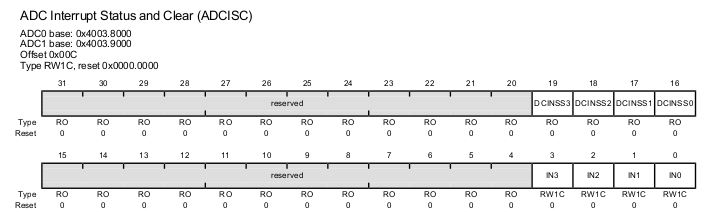 ADC Interrupt Status and Clear (ADCISC)
ADC0 base: 0x4003.8000
ADC1 base: 0x4003.9000
Offset 0x00C
Type RW1C, reset 0x0000.0000
31 30 29 28 27 26 25 24 23 22 21 20 19 18 17 16
reserved DCINSS3 DCINSS2 DCINSS1 DCINSS0
Type RO RO RO RO RO RO RO RO RO RO RO RO RO RO RO RO
Reset 0 0 0 0 0 0 0 0 0 0 0 0 0 0 0 0
15 14 13 12 11 10 9 8 7 6 5 4 3 2 1 0
reserved IN3 IN2 IN1 IN0
Type RO RO RO RO RO RO RO RO RO RO RO RO RW1C RW1C RW1C RW1C
Reset 0 0 0 0 0 0 0 0 0 0 0 0 0 0 0 0